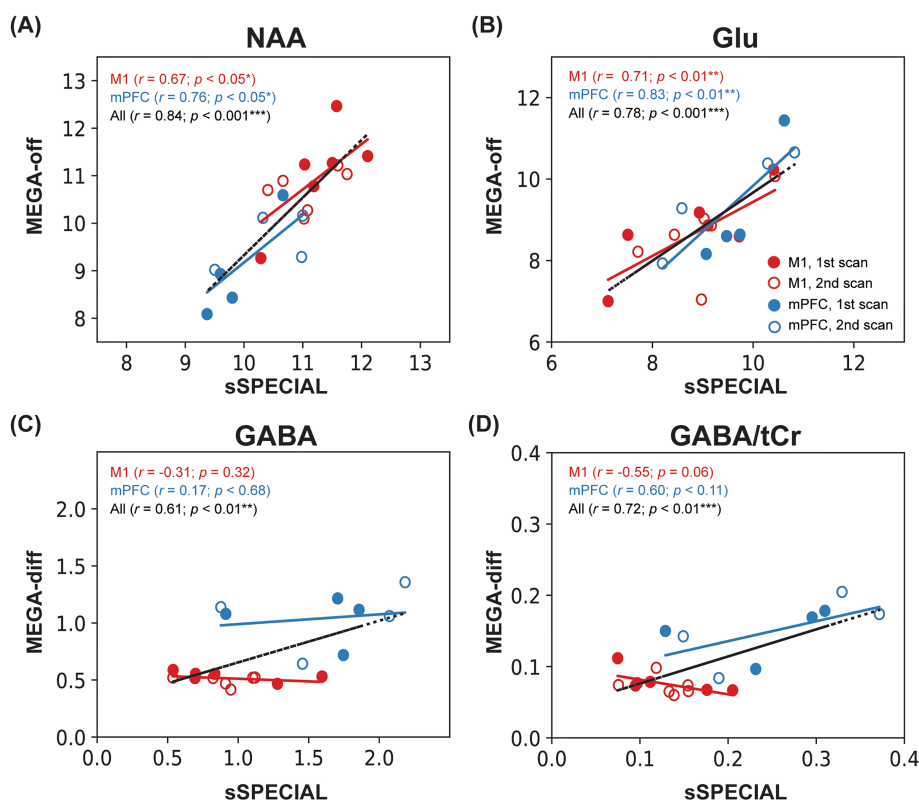 (A)
NAA
M1 (r = 0.67; p < 0.05*)
mPFC (r = 0.76; p < 0.05*)
All (r = 0.84; p < 0.001***)
MEGA-off
13
12
11
10
9
8
8 9 10 11 12 13
sSPECIAL
(B)
Glu
M1 (r = 0.71; p < 0.01**)
mPFC (r = 0.83; p < 0.01**)
All (r = 0.78; p < 0.001***)
MEGA-off
12
10
8
6
M1, 1st scan
M1, 2nd scan
mPFC, 1st scan
mPFC, 2nd scan
6 8 10 12
sSPECIAL
(C)
GABA
M1 (r = -0.31; p = 0.32)
mPFC (r = 0.17; p < 0.68)
All (r = 0.61; p < 0.01**)
MEGA-diff
2.0
1.5
1.0
0.5
0.0
0.0 0.5 1.0 1.5 2.0
sSPECIAL
(D)
GABA/tCr
M1 (r = -0.55; p = 0.06)
mPFC (r = 0.60; p < 0.11)
All (r = 0.72; p < 0.01***)
MEGA-diff
0.4
0.3
0.2
0.1
0.0
0.0 0.1 0.2 0.3 0.4
sSPECIAL